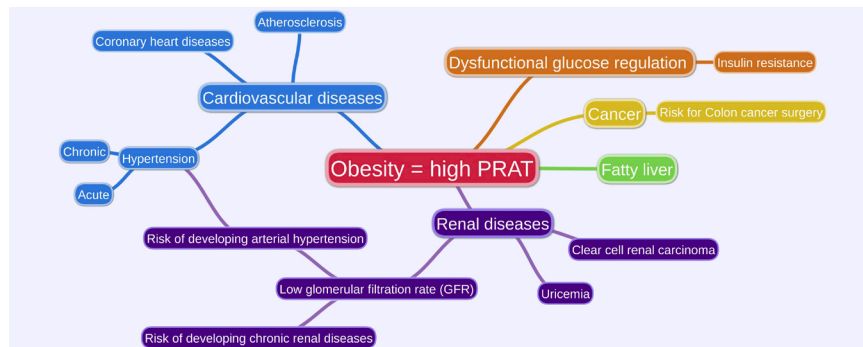 Atherosclerosis
Coronary heart diseases
Dysfunctional glucose regulation
Insulin resistance
Cardiovascular diseases
Cancer
Risk for Colon cancer surgery
Chronic
Hypertension
Obesity = high PRAT
Fatty liver
Acute
Renal diseases
Risk of developing arterial hypertension
Clear cell renal carcinoma
Low glomerular filtration rate (GFR)
Uricemia
Risk of developing chronic renal diseases